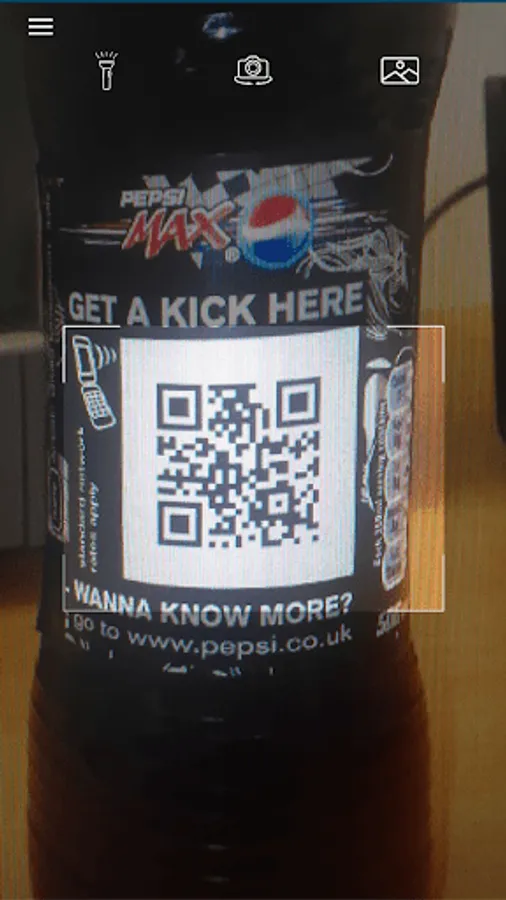 PEPSI
MAX®
GET A KICK HERE
standard network
rates apply
WANNA KNOW MORE?
go to www.pepsi.co.uk